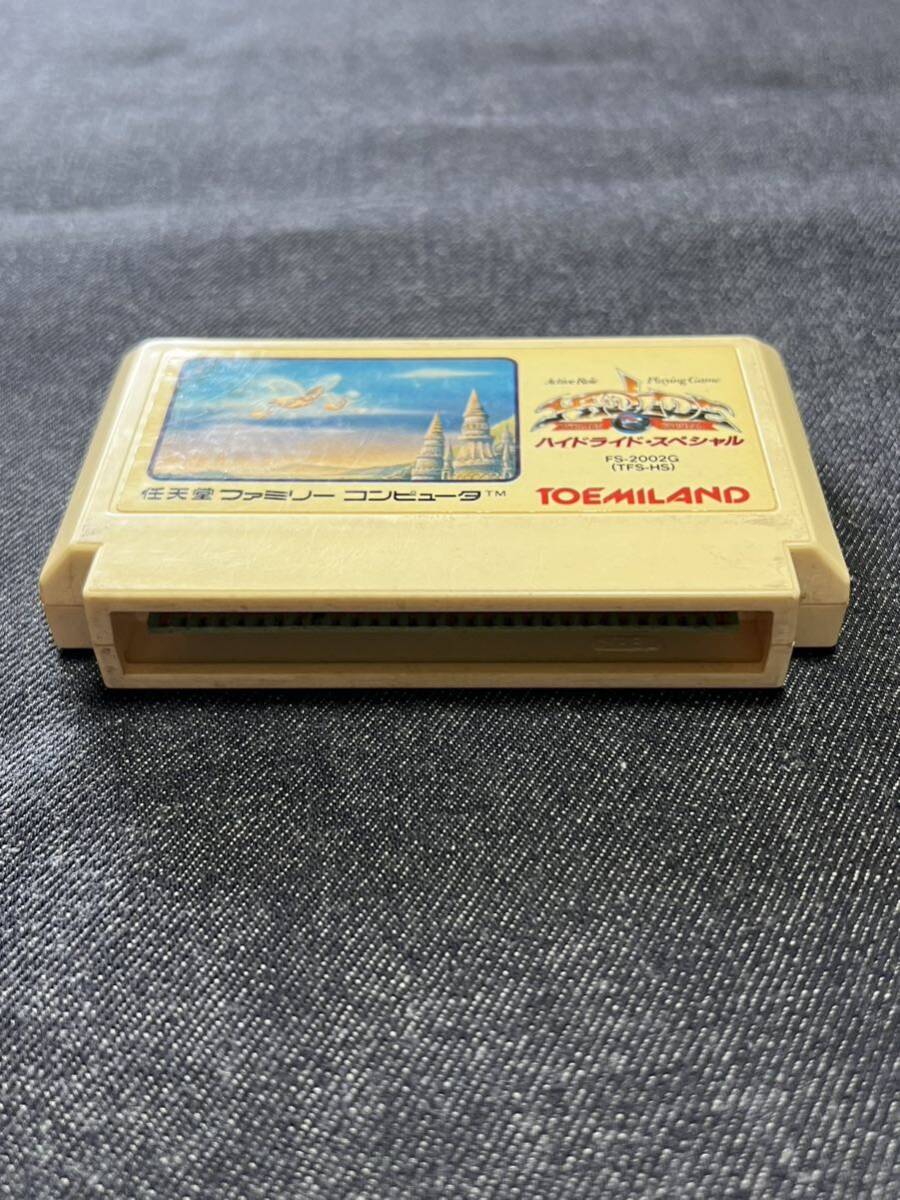 Active Role Playing Game
HYDLIDE
ハイドライド・スペシャル
FS-2002G
(TFS-HS)
任天堂 ファミリー コンピュータ™
TOEMILAND